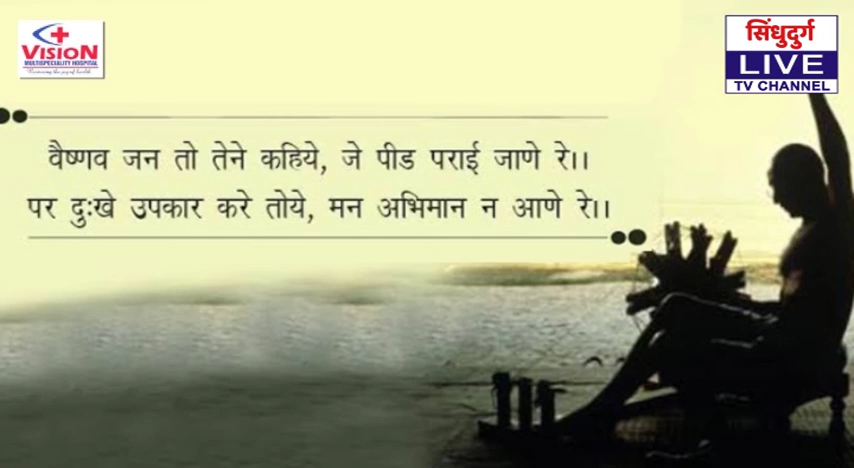 VISION
MULTISPECIALITY HOSPITAL
सिंधुदुर्ग
LIVE
TV CHANNEL
वैष्णव जन तो तेने कहिये, जे पीड पराई जाणे रे।।
पर दुःखे उपकार करे तोये, मन अभिमान न आणे रे।।